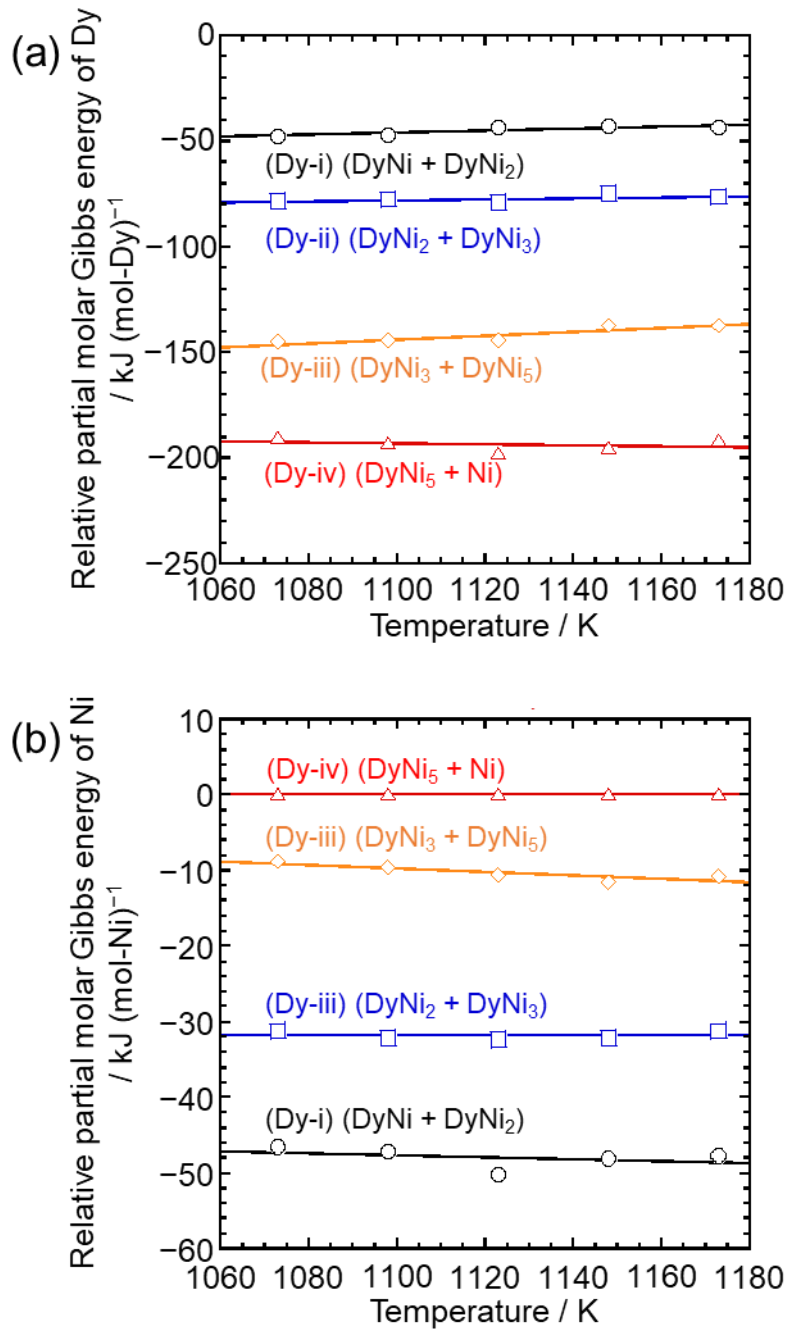 (a)
Relative partial molar Gibbs energy of Dy
/ kJ (mol-Dy)⁻¹
0
−50
−100
−150
−200
−250
(Dy-i) (DyNi + DyNi₂)
(Dy-ii) (DyNi₂ + DyNi₃)
(Dy-iii) (DyNi₃ + DyNi₅)
(Dy-iv) (DyNi₅ + Ni)
1060 1080 1100 1120 1140 1160 1180
Temperature / K
(b)
Relative partial molar Gibbs energy of Ni
/ kJ (mol-Ni)⁻¹
10
0
−10
−20
−30
−40
−50
−60
(Dy-iv) (DyNi₅ + Ni)
(Dy-iii) (DyNi₃ + DyNi₅)
(Dy-iii) (DyNi₂ + DyNi₃)
(Dy-i) (DyNi + DyNi₂)
1060 1080 1100 1120 1140 1160 1180
Temperature / K